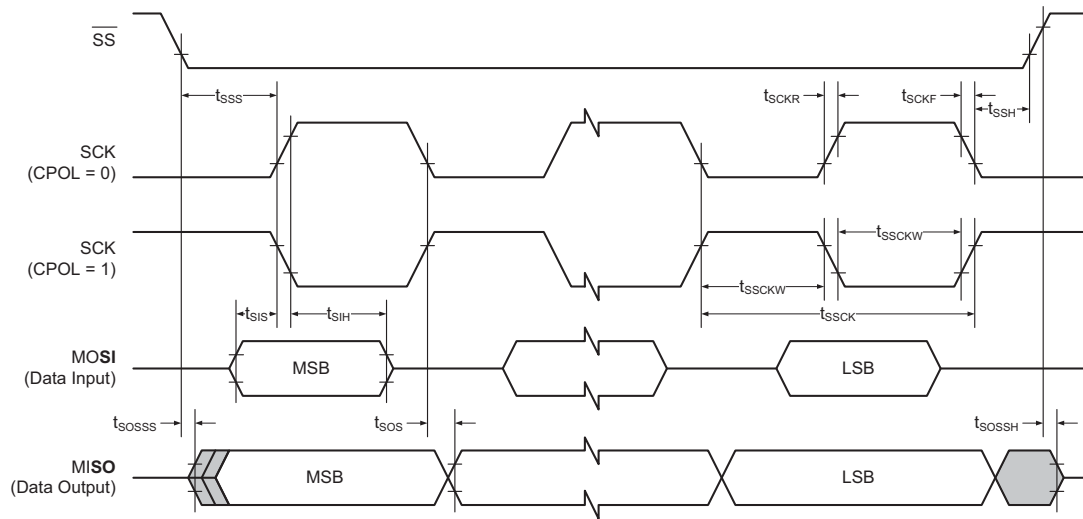 SS
tSSS
tSCKR
tSCKF
tSSH
SCK
(CPOL = 0)
SCK
(CPOL = 1)
tSSCKW
tSSCKW
tSSCK
tSIS
tSIH
MOSI
(Data Input)
MSB
LSB
tSOSSS
tSOS
tSOSSH
MISO
(Data Output)
MSB
LSB